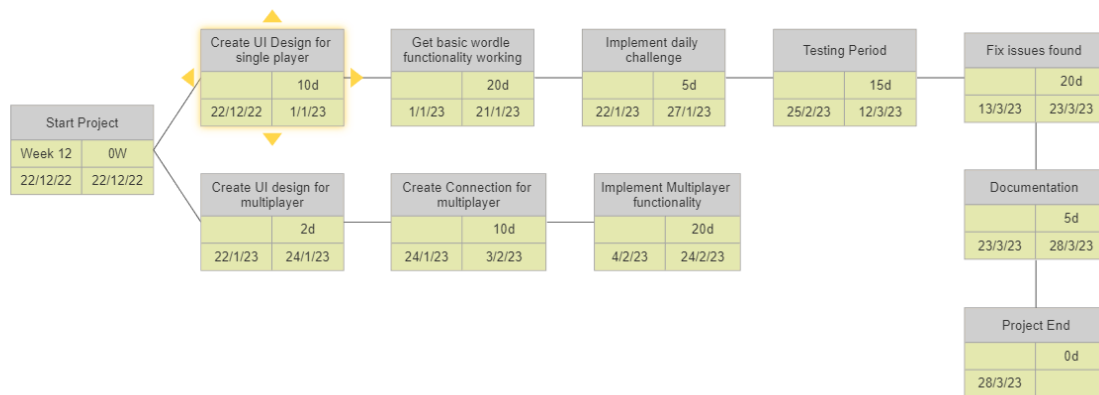 Start Project
Week 12 0W
22/12/22 22/12/22
Create UI Design for
single player
10d
22/12/22 1/1/23
Get basic wordle
functionality working
20d
1/1/23 21/1/23
Implement daily
challenge
5d
22/1/23 27/1/23
Testing Period
15d
25/2/23 12/3/23
Fix issues found
20d
13/3/23 23/3/23
Create UI design for
multiplayer
2d
22/1/23 24/1/23
Create Connection for
multiplayer
10d
24/1/23 3/2/23
Implement Multiplayer
functionality
20d
4/2/23 24/2/23
Documentation
5d
23/3/23 28/3/23
Project End
0d
28/3/23